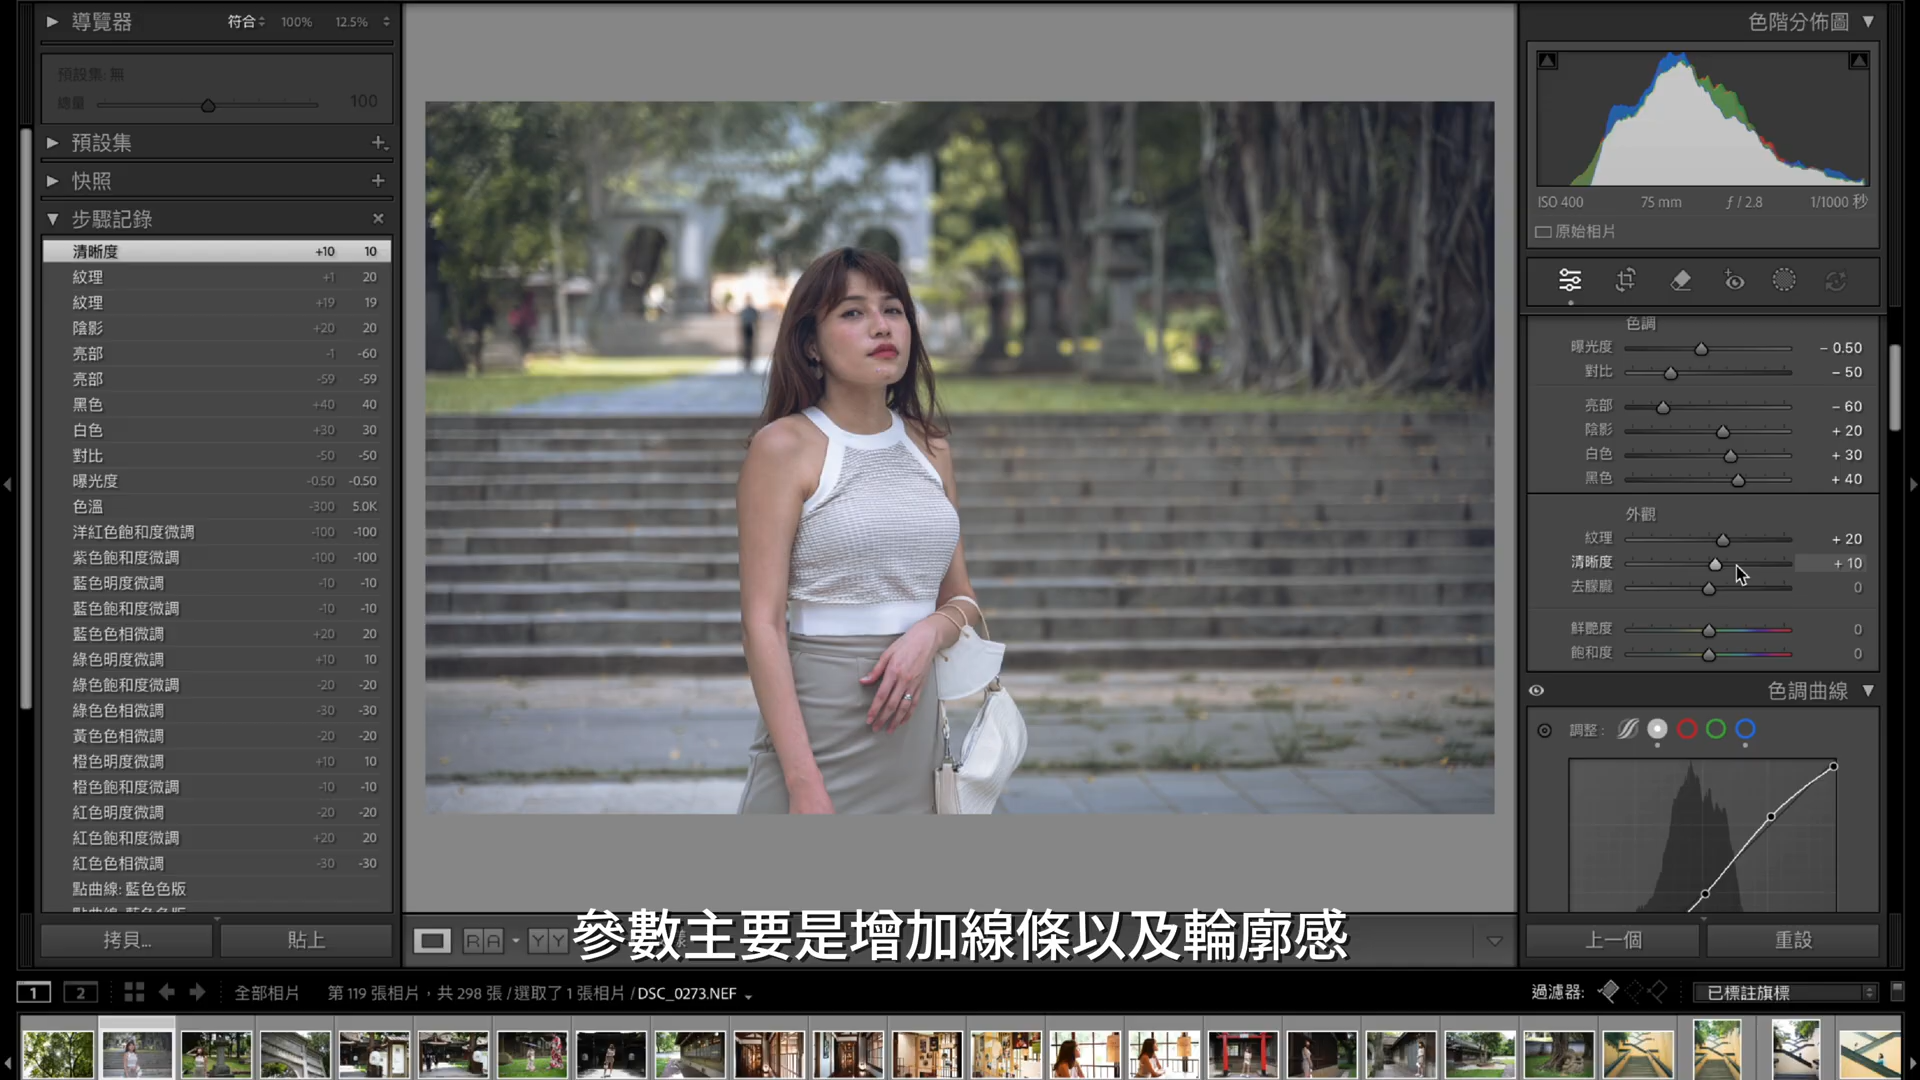 導覽器 符合 100% 12.5%
預設集: 無
總量 100
預設集
快照
步驟記錄
清晰度 +10 10
紋理 +1 20
紋理 +19 19
陰影 +20 20
亮部 -1 -60
亮部 -59 -59
黑色 +40 40
白色 +30 30
對比 -50 -50
曝光度 -0.50 -0.50
色溫 -300 5.0K
洋紅色飽和度微調 -100 -100
紫色飽和度微調 -100 -100
藍色明度微調 -10 -10
藍色飽和度微調 -10 -10
藍色色相微調 +20 20
綠色明度微調 +10 10
綠色飽和度微調 -20 -20
綠色色相微調 -30 -30
黃色色相微調 -20 -20
橙色明度微調 +10 10
橙色飽和度微調 -10 -10
紅色明度微調 -20 -20
紅色飽和度微調 +20 20
紅色色相微調 -30 -30
點曲線: 藍色色版
拷貝... 貼上
色階分佈圖
ISO 400 75 mm ƒ / 2.8 1/1000 秒
原始相片
色調
曝光度 - 0.50
對比 - 50
亮部 - 60
陰影 + 20
白色 + 30
黑色 + 40
外觀
紋理 + 20
清晰度 + 10
去朦朧 0
鮮艷度 0
飽和度 0
色調曲線
調整:
上一個 重設
R A Y Y
參數主要是增加線條以及輪廓感
1 2 全部相片 第 119 張相片，共 298 張 / 選取了 1 張相片 / DSC_0273.NEF
過濾器: 已標註旗標